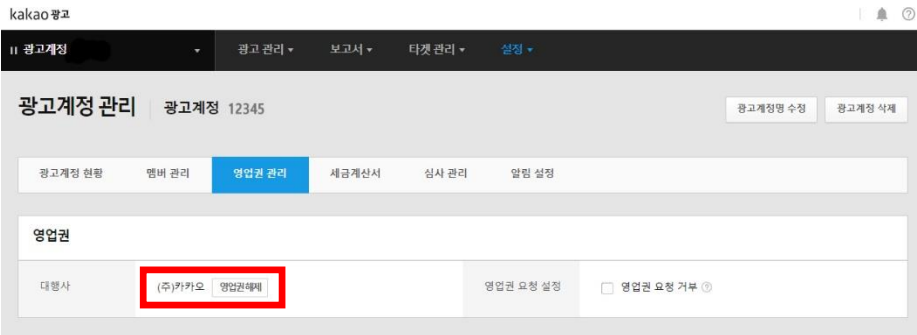 kakao 광고
광고계정 광고 관리 보고서 타겟 관리 설정
광고계정 관리 광고계정 12345 광고계정명 수정 광고계정 삭제
광고계정 현황 멤버 관리 영업권 관리 세금계산서 심사 관리 알림 설정
영업권
대행사 (주)카카오 영업권해제 영업권 요청 설정 영업권 요청 거부